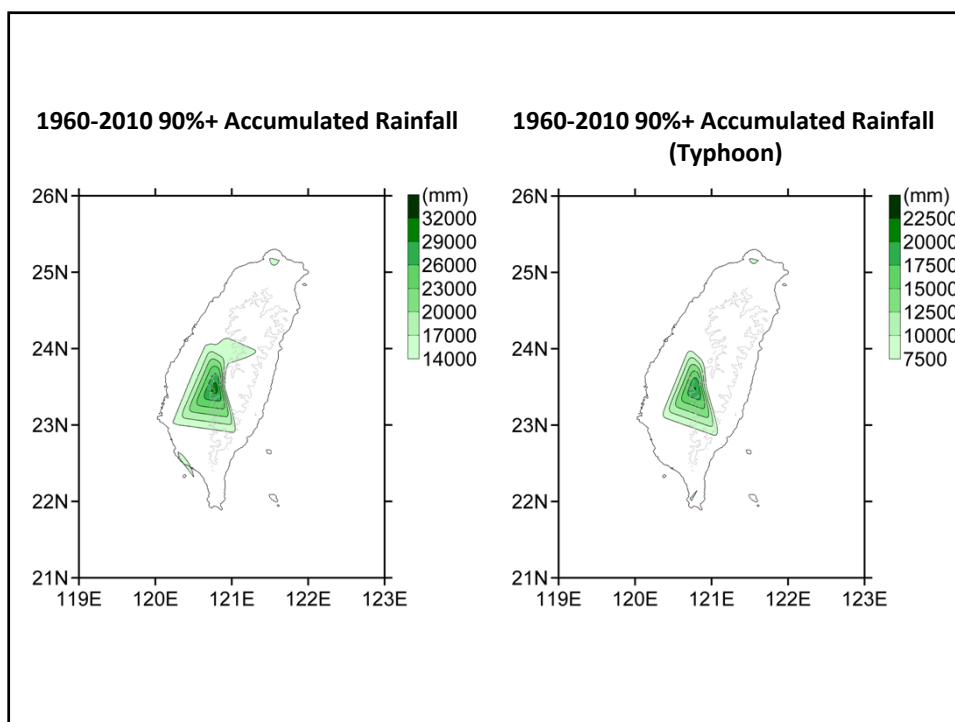 1960-2010 90%+ Accumulated Rainfall
26N
25N
24N
23N
22N
21N
119E 120E 121E 122E 123E
(mm)
32000
29000
26000
23000
20000
17000
14000
1960-2010 90%+ Accumulated Rainfall
(Typhoon)
26N
25N
24N
23N
22N
21N
119E 120E 121E 122E 123E
(mm)
22500
20000
17500
15000
12500
10000
7500